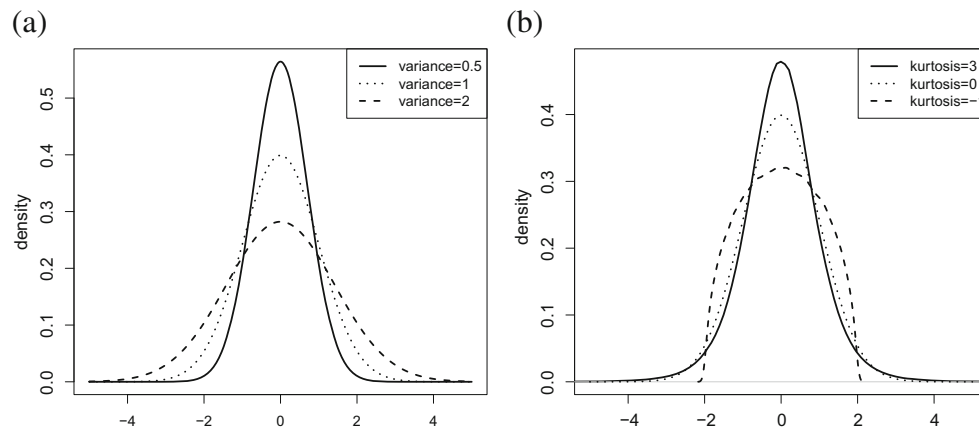 (a)
variance=0.5
variance=1
variance=2
density
0.0
0.1
0.2
0.3
0.4
0.5
−4
−2
0
2
4
(b)
kurtosis=3
kurtosis=0
kurtosis=−
density
0.0
0.1
0.2
0.3
0.4
−4
−2
0
2
4